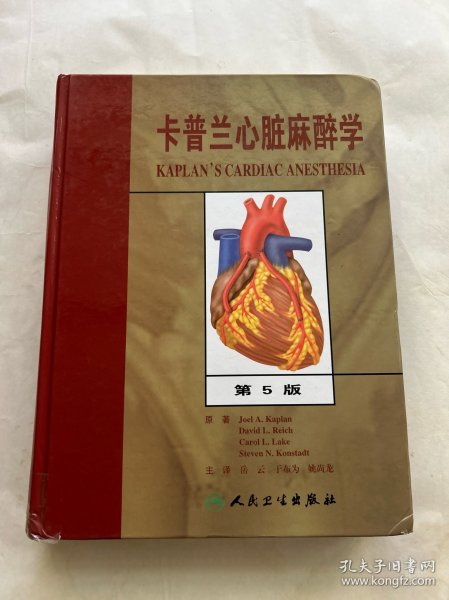 卡普兰心脏麻醉学
KAPLAN'S CARDIAC ANESTHESIA
第 5 版
原 著 Joel A. Kaplan
David L. Reich
Carol L. Lake
Steven N. Konstadt
主 译 岳 云 于布为 姚尚龙
人民卫生出版社
孔夫子旧书网
www.kongfz.com